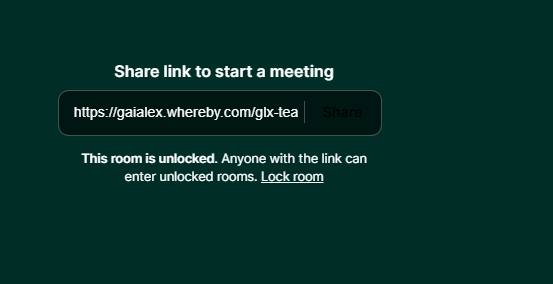 Share link to start a meeting
https://gaialex.whereby.com/glx-tea Share
This room is unlocked. Anyone with the link can
enter unlocked rooms. Lock room